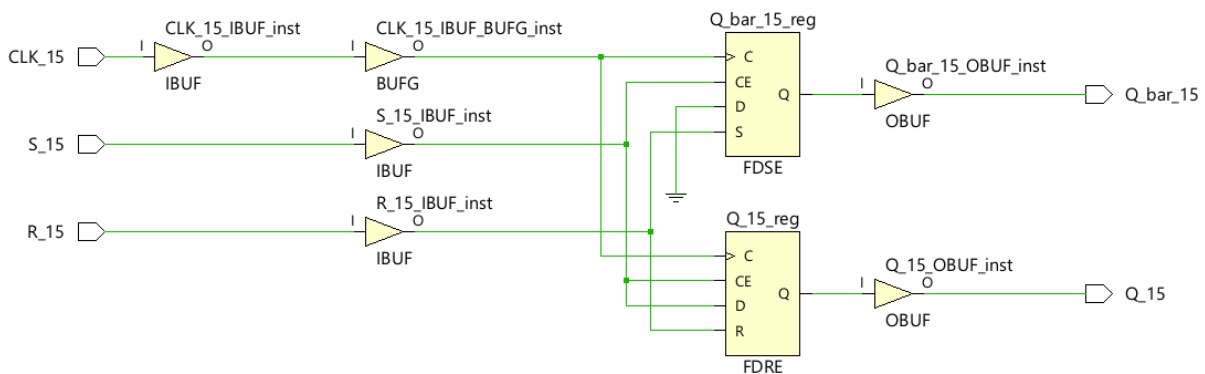 CLK_15
I
CLK_15_IBUF_inst
O
IBUF
I
CLK_15_IBUF_BUFG_inst
O
BUFG
S_15
I
S_15_IBUF_inst
O
IBUF
R_15
I
R_15_IBUF_inst
O
IBUF
Q_bar_15_reg
C
CE
D
S
Q
FDSE
I
Q_bar_15_OBUF_inst
O
OBUF
Q_bar_15
Q_15_reg
C
CE
D
R
Q
FDRE
I
Q_15_OBUF_inst
O
OBUF
Q_15